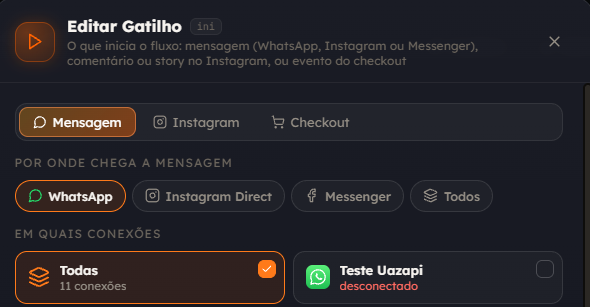 Editar Gatilho ini
O que inicia o fluxo: mensagem (WhatsApp, Instagram ou Messenger),
comentário ou story no Instagram, ou evento do checkout
Mensagem Instagram Checkout
POR ONDE CHEGA A MENSAGEM
WhatsApp Instagram Direct Messenger Todos
EM QUAIS CONEXÕES
Todas Teste Uazapi
11 conexões desconectado